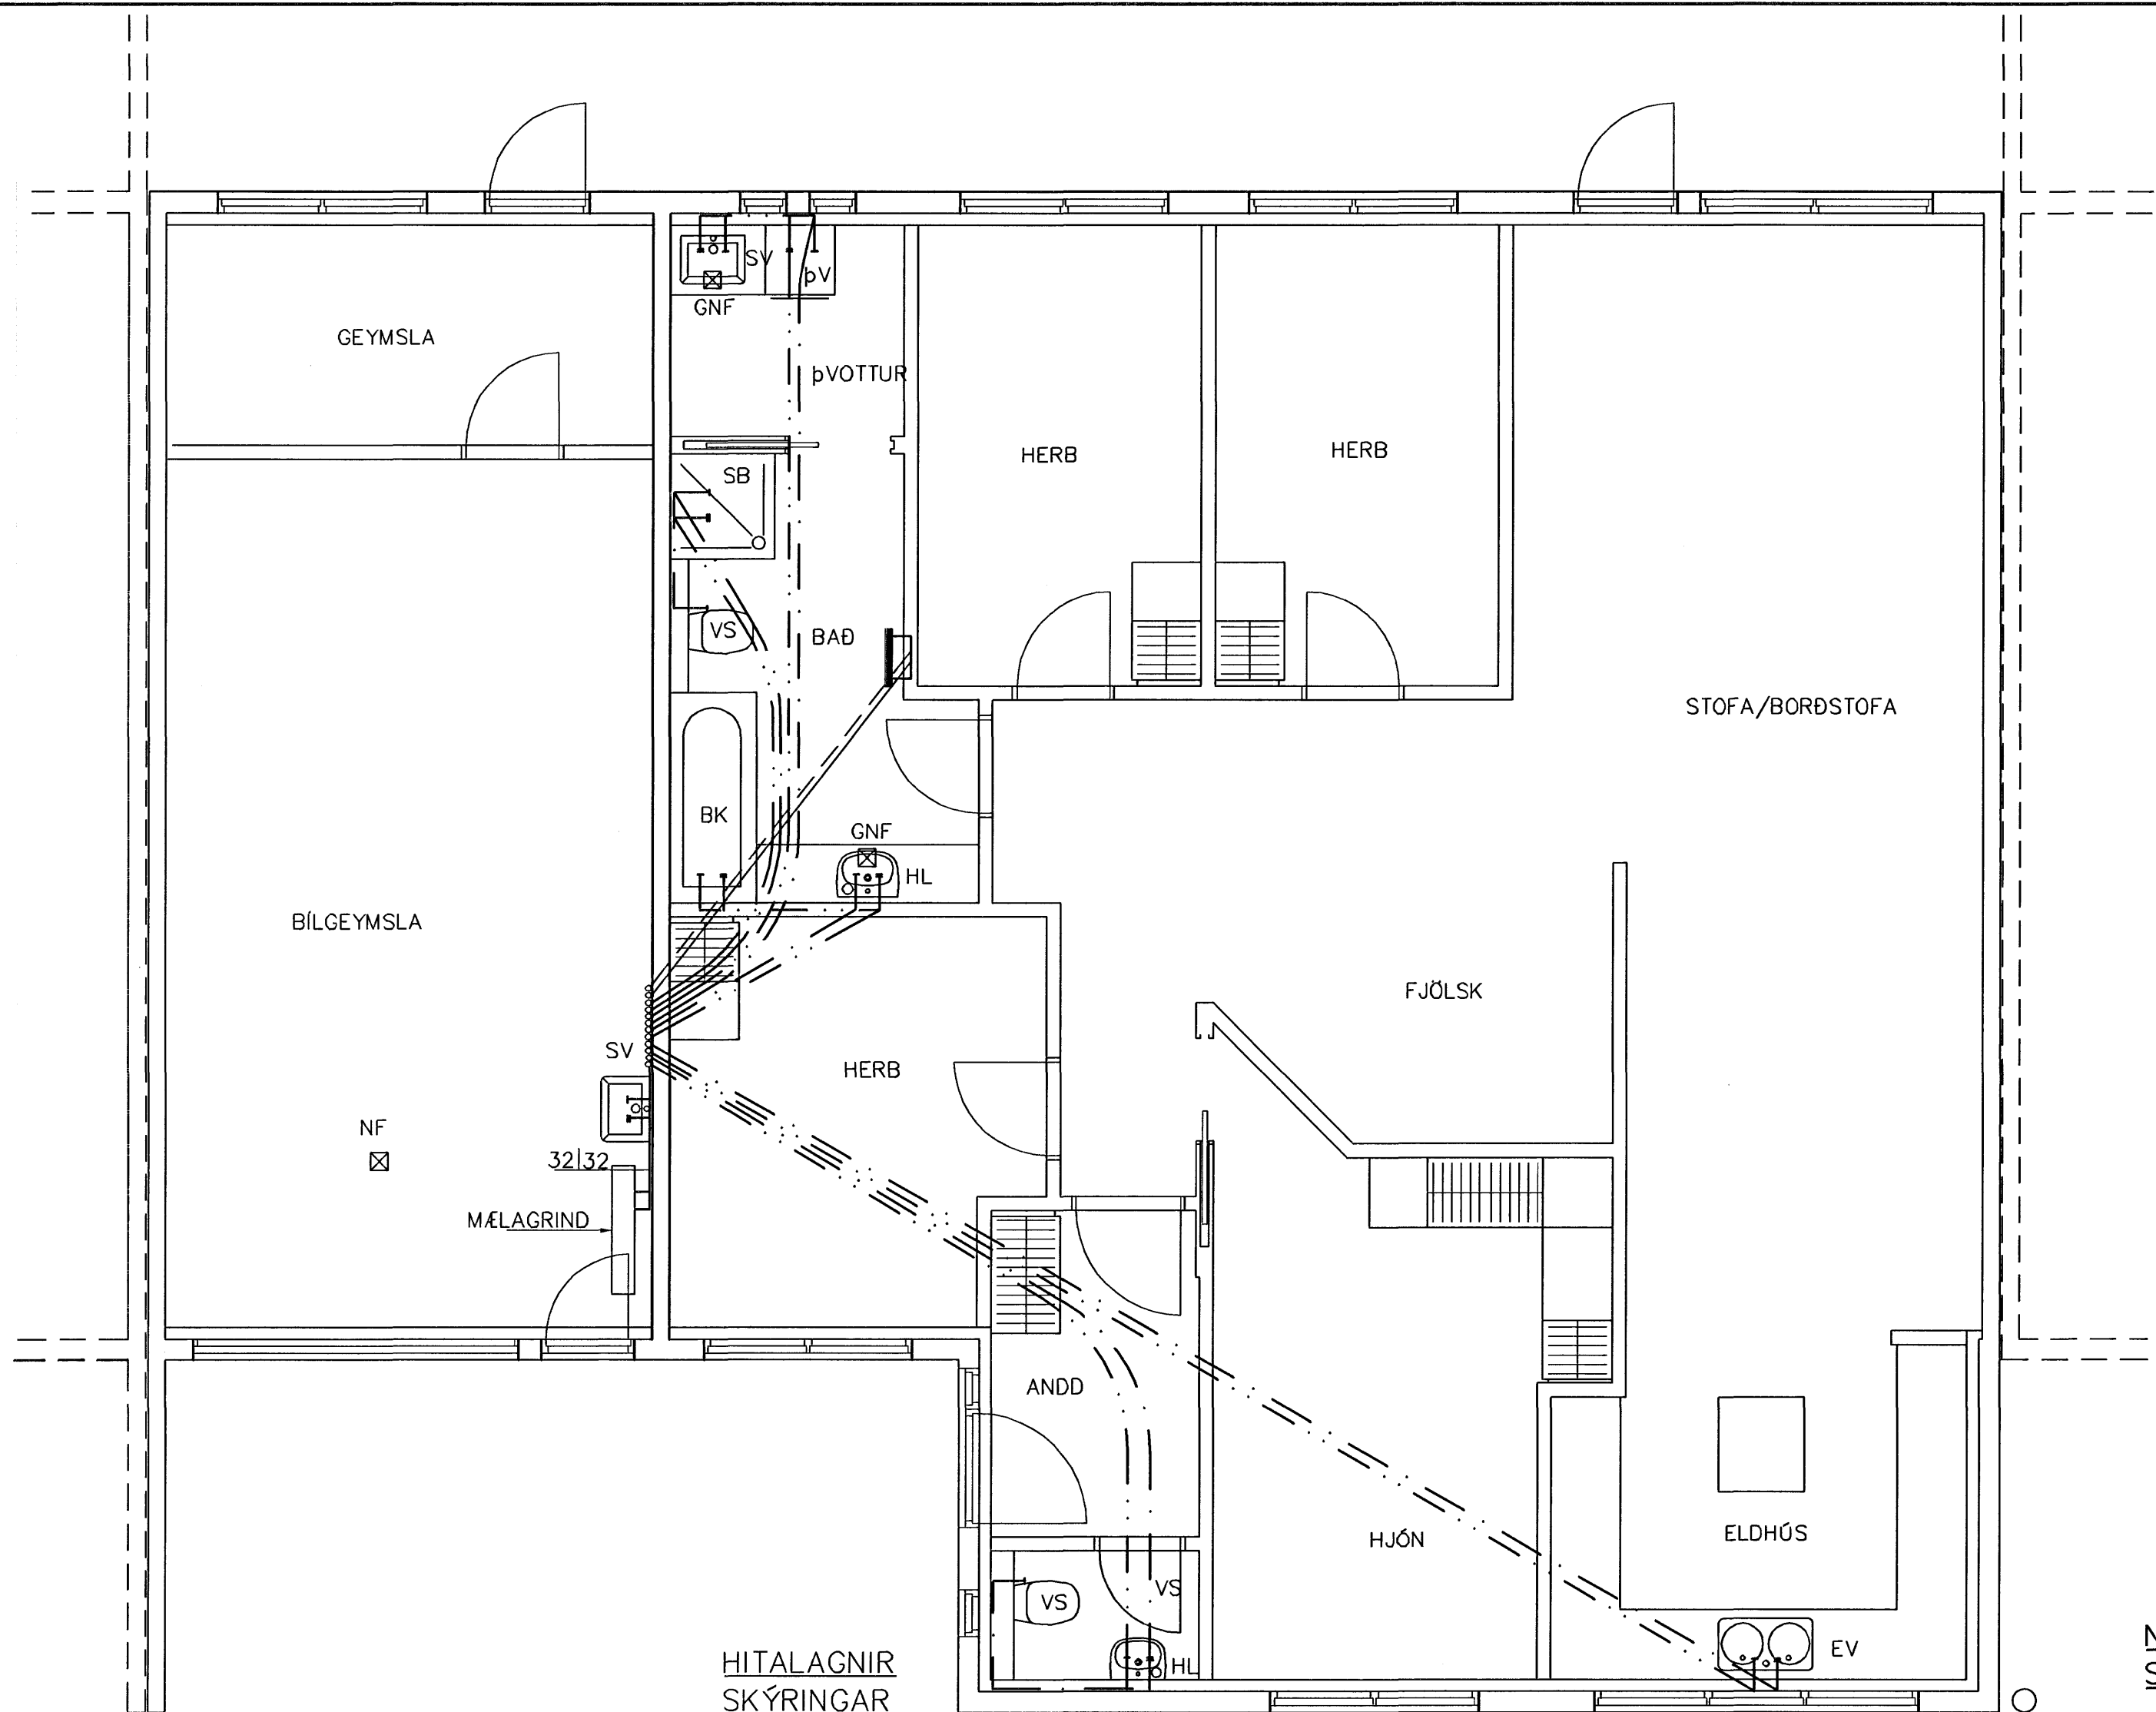 SV
þV
GNF
GEYMSLA
þVOTTUR
HERB
HERB
SB
VS
BAÐ
STOFA/BORÐSTOFA
BK
GNF
HL
BÍLGEYMSLA
FJÖLSK
SV
HERB
NF
32|32
MÆLAGRIND
ANDD
HJÓN
ELDHÚS
VS
VS
EV
HL
HITALAGNIR
SKÝRINGAR